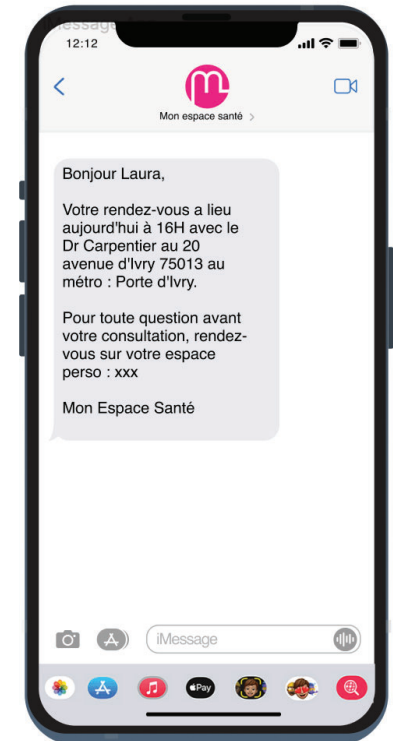 iMessage
12:12
Mon espace santé >
Bonjour Laura,
Votre rendez-vous a lieu
aujourd'hui à 16H avec le
Dr Carpentier au 20
avenue d'Ivry 75013 au
métro : Porte d'Ivry.
Pour toute question avant
votre consultation, rendez-
vous sur votre espace
perso : xxx
Mon Espace Santé
iMessage
Pay